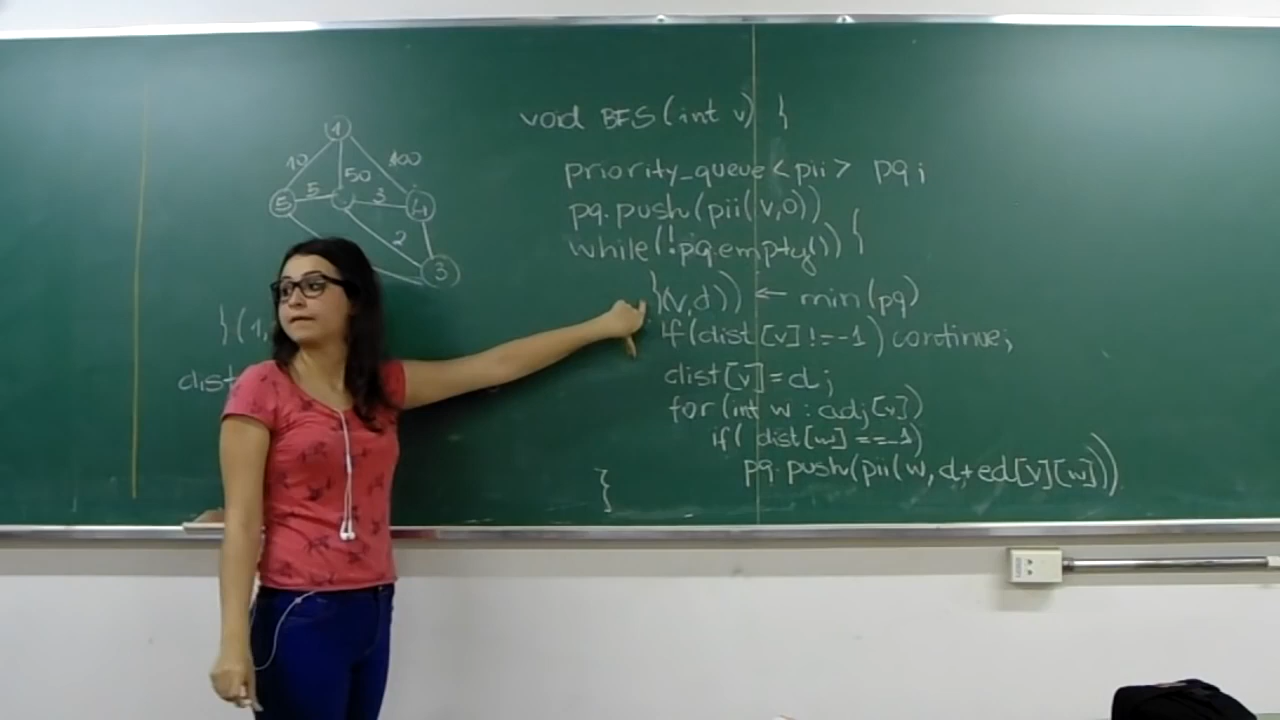 1
10
50
100
5
5
3
4
2
3
}(1,
dist
void BFS(int v) {
priority_queue<pii> pq;
pq.push(pii(v,0))
while(!pq.empty()) {
}(v,d)) ← min(pq)
if(dist[v] !=-1) continue;
dist[v]=d;
for(int w : adj[v])
if( dist[w] ==-1)
pq.push(pii(w,d+ed[v][w]))
}